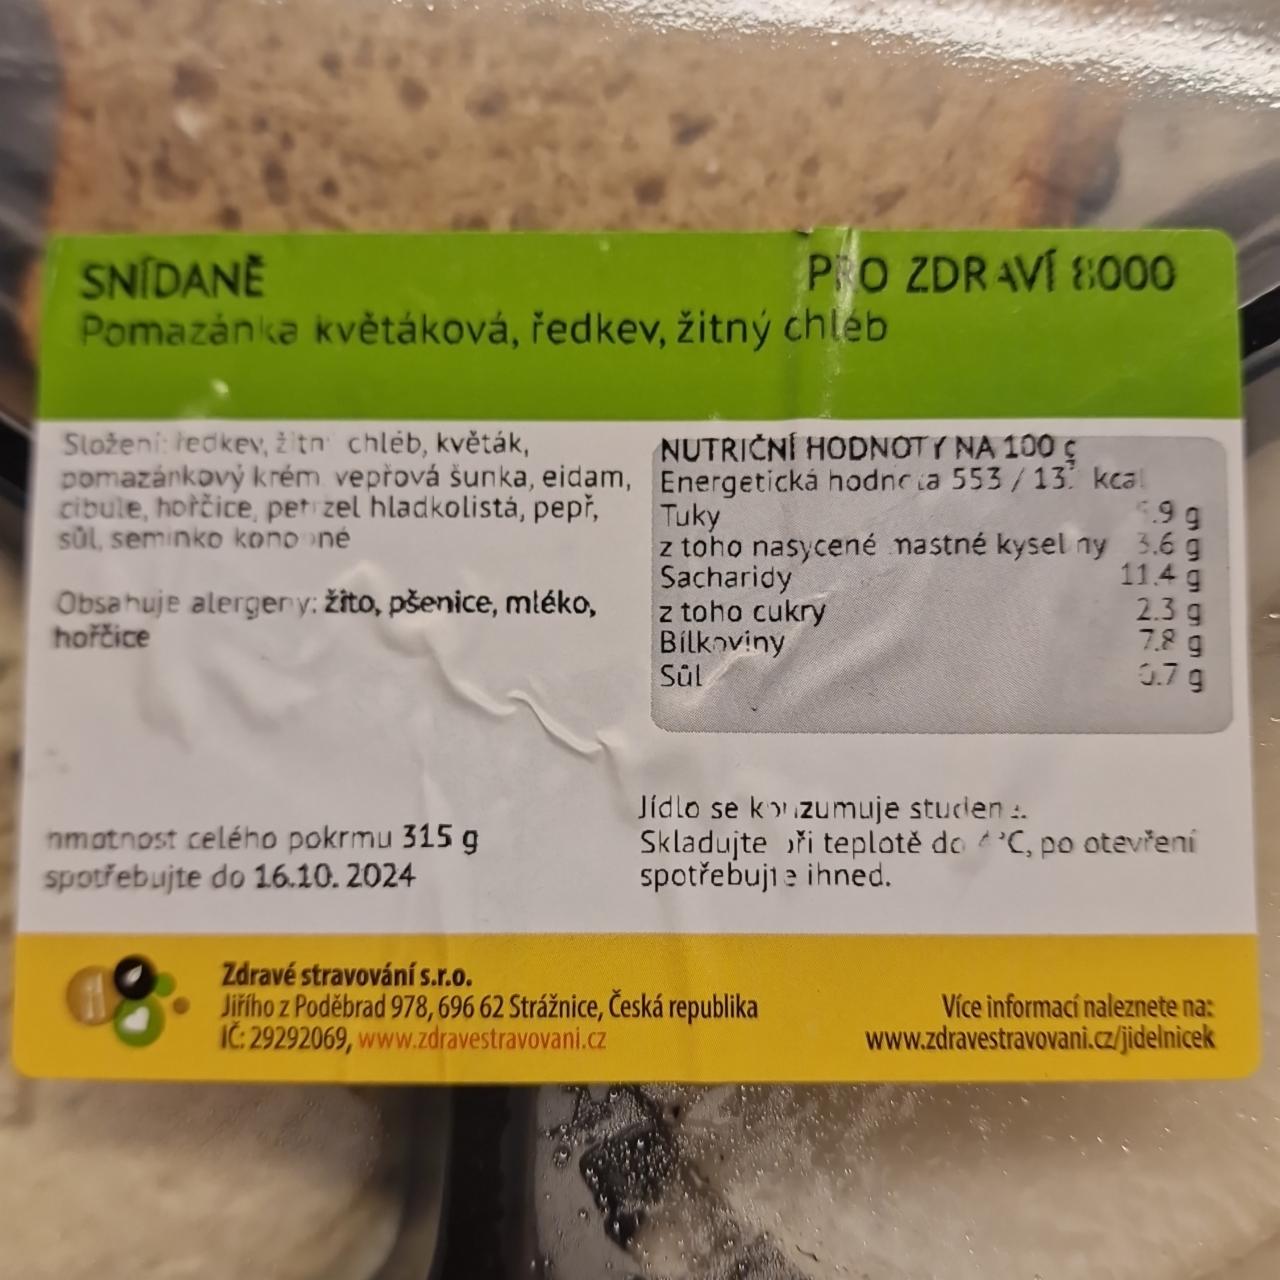 SNÍDANĚ
PRO ZDRAVÍ 8000
Pomazánka květáková, ředkev, žitný chléb
Složení: ředkev, žitn chléb, květák,
pomazánkový krém vepřová šunka, eidam,
cibule, hořčice, petrzel hladkolistá, pepř,
sůl, semínko konopné
Obsahuje alergeny: žito, pšenice, mléko,
hořčice
NUTRIČNÍ HODNOTY NA 100 g
Energetická hodnota 553 / kcal
Tuky
z toho nasycené mastné kyseliny 3.6 g
Sacharidy 11.4 g
z toho cukry 2.3 g
Bílkoviny 7.8 g
Sůl 0.7 g
hmotnost celého pokrmu 315 g
spotřebujte do 16.10. 2024
Jídlo se konzumuje studené.
Skladujte při teplotě do °C, po otevření
spotřebujte ihned.
Zdravé stravování s.r.o.
Jiřího z Poděbrad 978, 696 62 Strážnice, Česká republika
IČ: 29292069, www.zdravestravovani.cz
Více informací naleznete na:
www.zdravestravovani.cz/jidelnicek